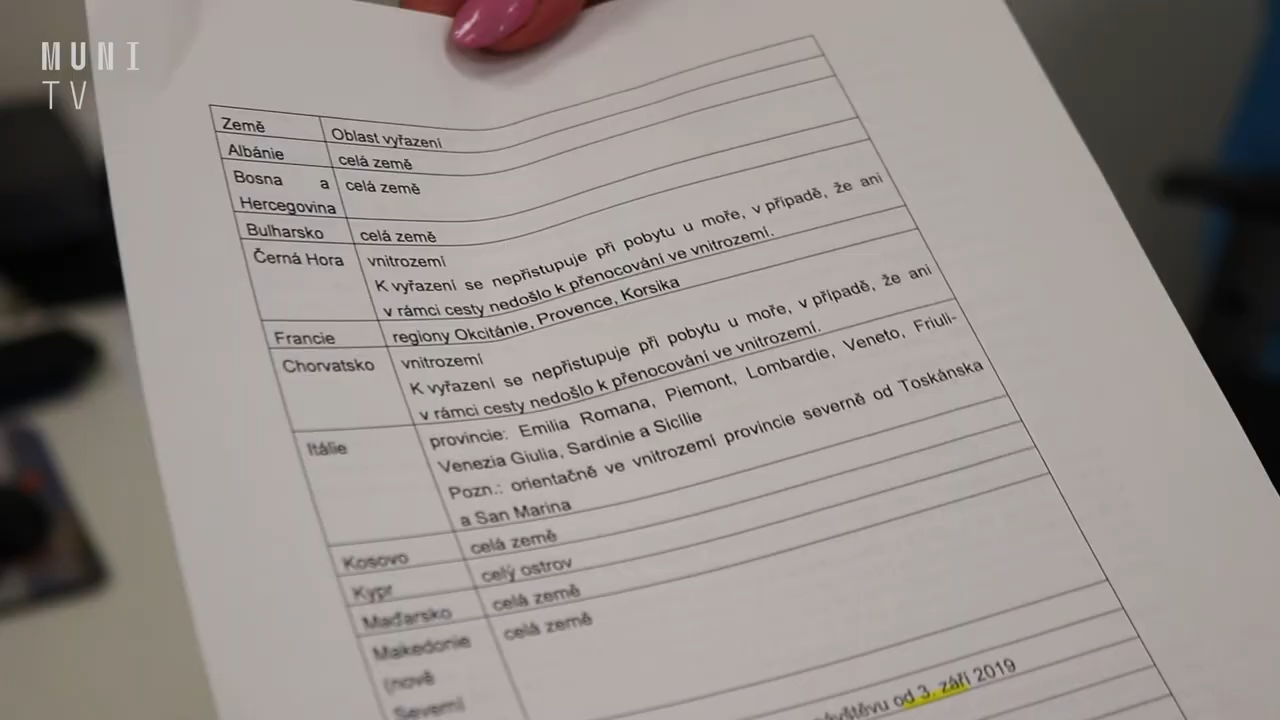 MUNI
TV
Země Oblast vyřazení
Albánie celá země
Bosna a celá země
Hercegovina
Bulharsko celá země
Černá Hora vnitrozemí
K vyřazení se nepřistupuje při pobytu u moře, v případě, že ani
v rámci cesty nedošlo k přenocování ve vnitrozemí.
Francie regiony Okcitánie, Provence, Korsika
Chorvatsko vnitrozemí
K vyřazení se nepřistupuje při pobytu u moře, v případě, že ani
v rámci cesty nedošlo k přenocování ve vnitrozemí.
Itálie provincie: Emilia Romana, Piemont, Lombardie, Veneto, Friuli-
Venezia Giulia, Sardinie a Sicilie
Pozn.: orientačně ve vnitrozemí provincie severně od Toskánska
a San Marina
Kosovo celá země
Kypr celý ostrov
Maďarsko celá země
Makedonie celá země
(nově
Severní
od 3. září 2019